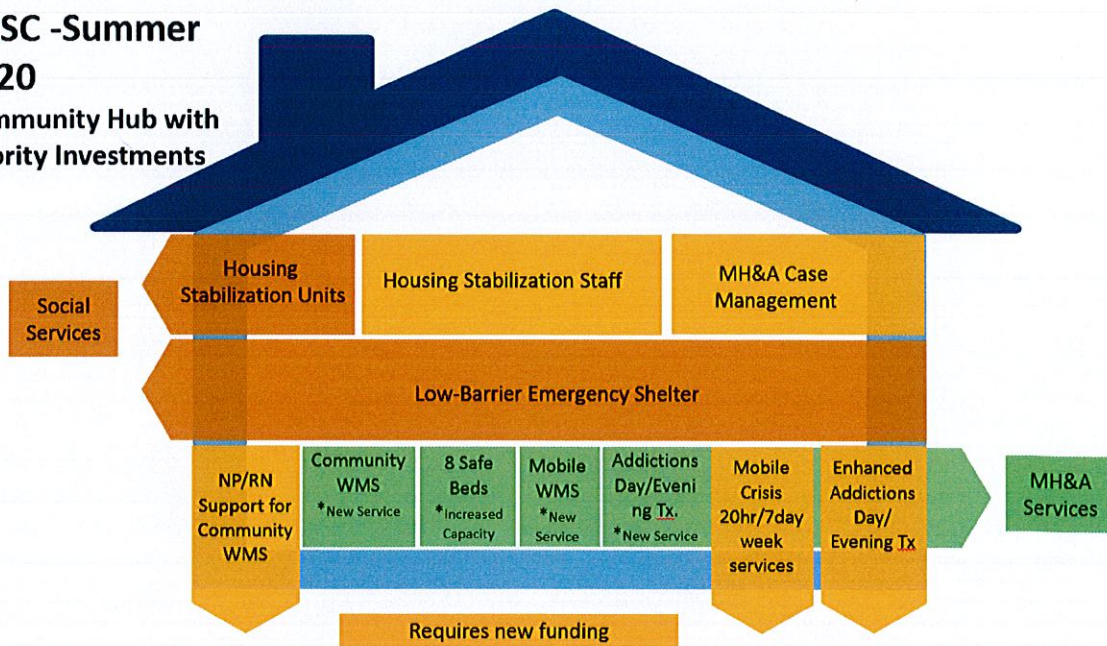 SC -Summer
20
mmunity Hub with
ority Investments
Housing
Stabilization Units
Housing Stabilization Staff
MH&A Case
Management
Social
Services
Low-Barrier Emergency Shelter
NP/RN
Support for
Community
WMS
Community
WMS
*New Service
8 Safe
Beds
*Increased
Capacity
Mobile
WMS
*New
Service
Addictions
Day/Eveni
ng Tx.
*New Service
Mobile
Crisis
20hr/7day
week
services
Enhanced
Addictions
Day/
Evening Tx
MH&A
Services
Requires new funding